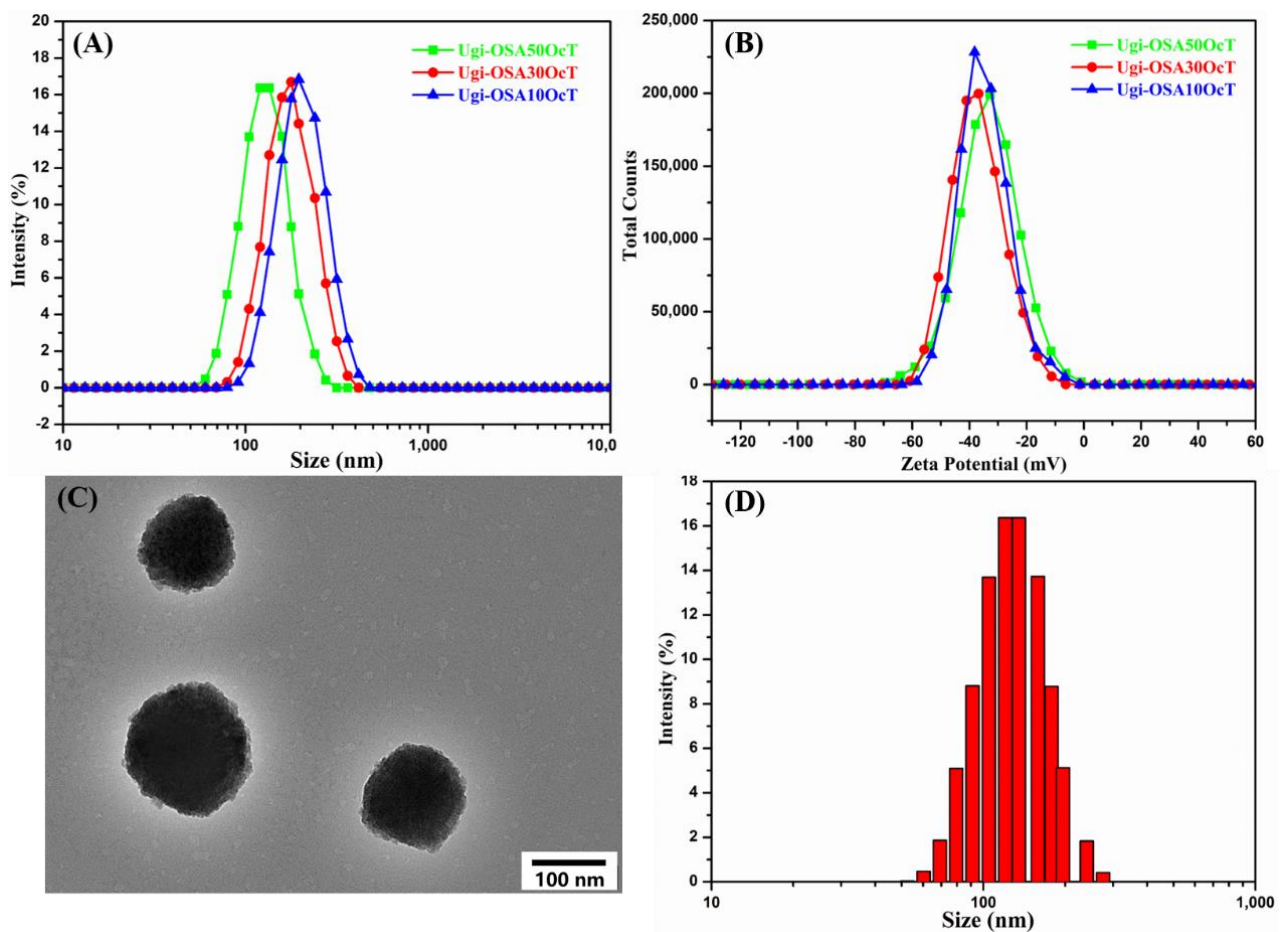 (A)
Ugi-OSA50OcT
Ugi-OSA30OcT
Ugi-OSA10OcT
20
18
16
14
12
10
8
6
4
2
0
-2
Intensity (%)
10
100
1,000
10,0
Size (nm)
(B)
Ugi-OSA50OcT
Ugi-OSA30OcT
Ugi-OSA10OcT
250,000
200,000
150,000
100,000
50,000
0
Total Counts
-120
-100
-80
-60
-40
-20
0
20
40
60
Zeta Potential (mV)
(C)
100 nm
(D)
18
16
14
12
10
8
6
4
2
0
Intensity (%)
10
100
1,000
Size (nm)